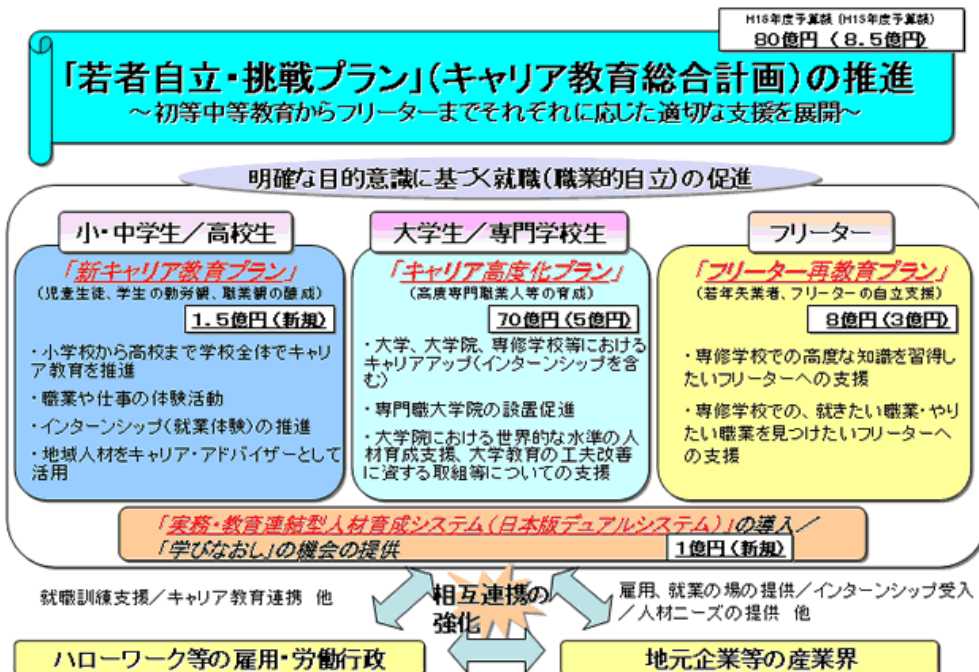 H16年度予算額(H15年度予算額)
80億円(8.5億円)
「若者自立・挑戦プラン」(キャリア教育総合計画)の推進
～初等中等教育からフリーターまでそれぞれに応じた適切な支援を展開～
明確な目的意識に基づく就職(職業的自立)の促進
小・中学生／高校生
「新キャリア教育プラン」
(児童生徒、学生の勤労観、職業観の醸成)
1.5億円(新規)
・小学校から高校まで学校全体でキャリ
ア教育を推進
・職業や仕事の体験活動
・インターンシップ(就業体験)の推進
・地域人材をキャリア・アドバイザーとして
活用
大学生／専門学校生
「キャリア高度化プラン」
(高度専門職業人等の育成)
70億円(5億円)
・大学、大学院、専修学校等における
キャリアアップ(インターンシップを含
む)
・専門職大学院の設置促進
・大学院における世界的な水準の人
材育成支援、大学教育の工夫改善
に資する取組等についての支援
フリーター
「フリーター再教育プラン」
(若年失業者、フリーターの自立支援)
8億円(3億円)
・専修学校での高度な知識を習得し
たいフリーターへの支援
・専修学校での、就きたい職業・やり
たい職業を見つけたいフリーターへ
の支援
「実務・教育連結型人材育成システム(日本版デュアルシステム)」の導入／
「学びなおし」の機会の提供
1億円(新規)
就職訓練支援／キャリア教育連携 他
相互連携の
強化
雇用、就業の場の提供／インターンシップ受入
／人材ニーズの提供 他
ハローワーク等の雇用・労働行政
地元企業等の産業界